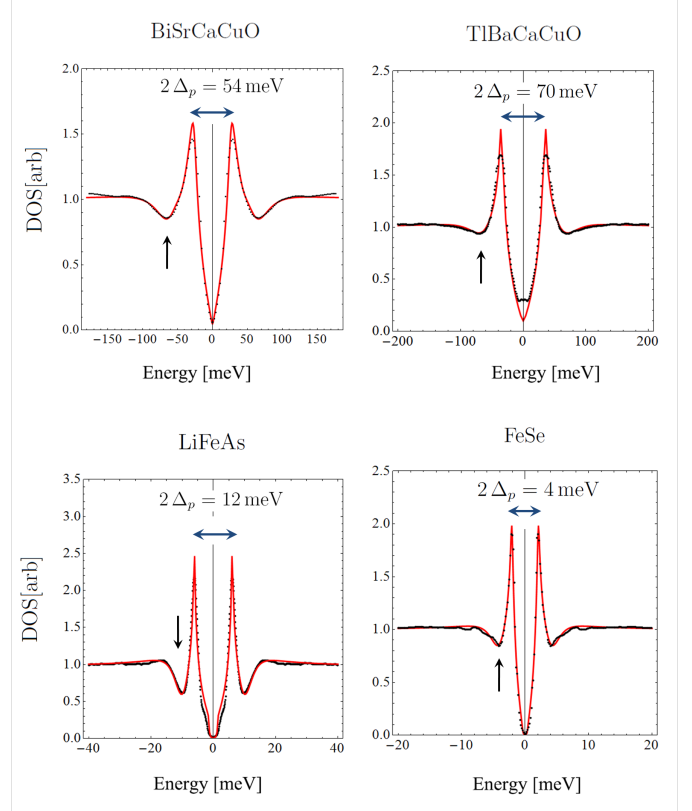 BiSrCaCuO
TlBaCaCuO
2 Δp = 54 meV
2 Δp = 70 meV
DOS[arb]
2.0
1.5
1.0
0.5
0.0
-150 -100 -50 0 50 100 150
Energy [meV]
2.5
2.0
1.5
1.0
0.5
0.0
-200 -100 0 100 200
Energy [meV]
LiFeAs
FeSe
2 Δp = 12 meV
2 Δp = 4 meV
DOS[arb]
3.5
3.0
2.5
2.0
1.5
1.0
0.5
0.0
-40 -20 0 20 40
Energy [meV]
2.5
2.0
1.5
1.0
0.5
0.0
-20 -10 0 10 20
Energy [meV]